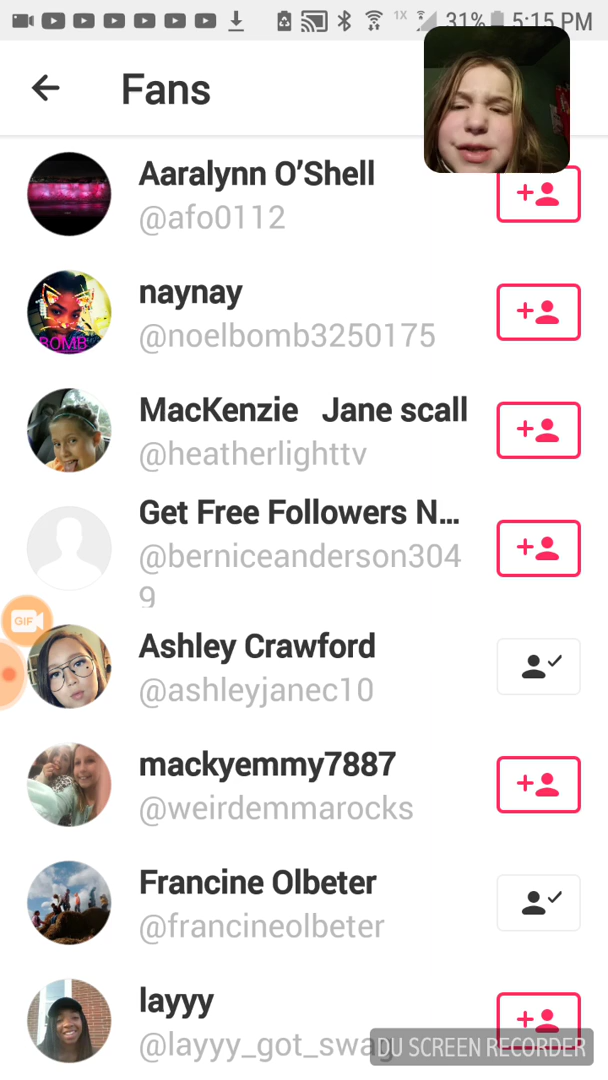 1X 31% 5:15 PM
Fans
Aaralynn O'Shell
@afo0112
naynay
@noelbomb3250175
BOMB
MacKenzie Jane scall
@heatherlighttv
Get Free Followers N...
@berniceanderson304
9
GIF
Ashley Crawford
@ashleyjanec10
mackyemmy7887
@weirdemmarocks
Francine Olbeter
@francineolbeter
layyy
@layyy_got_swag
DU SCREEN RECORDER